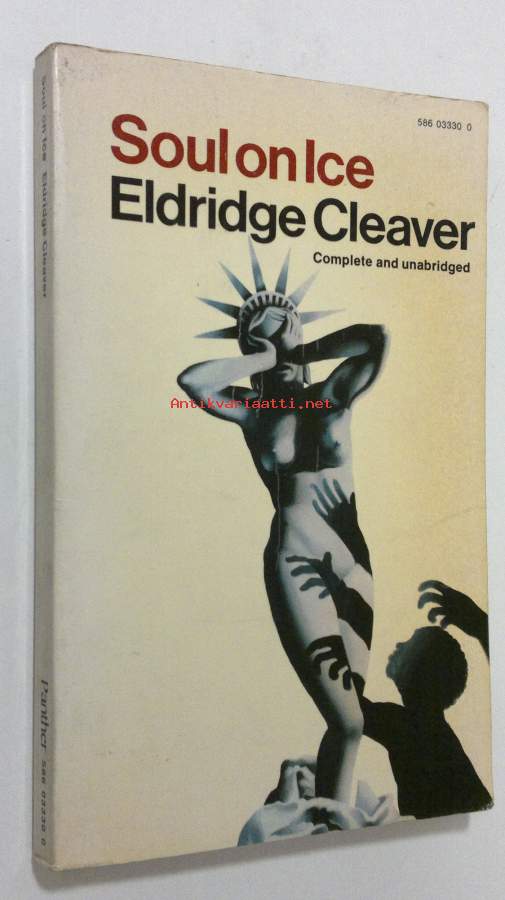 586 03330 0
Soul on Ice
Eldridge Cleaver
Complete and unabridged
Antikvariaatti.net
Soul on Ice Eldridge Cleaver
Panther 586 03330 0